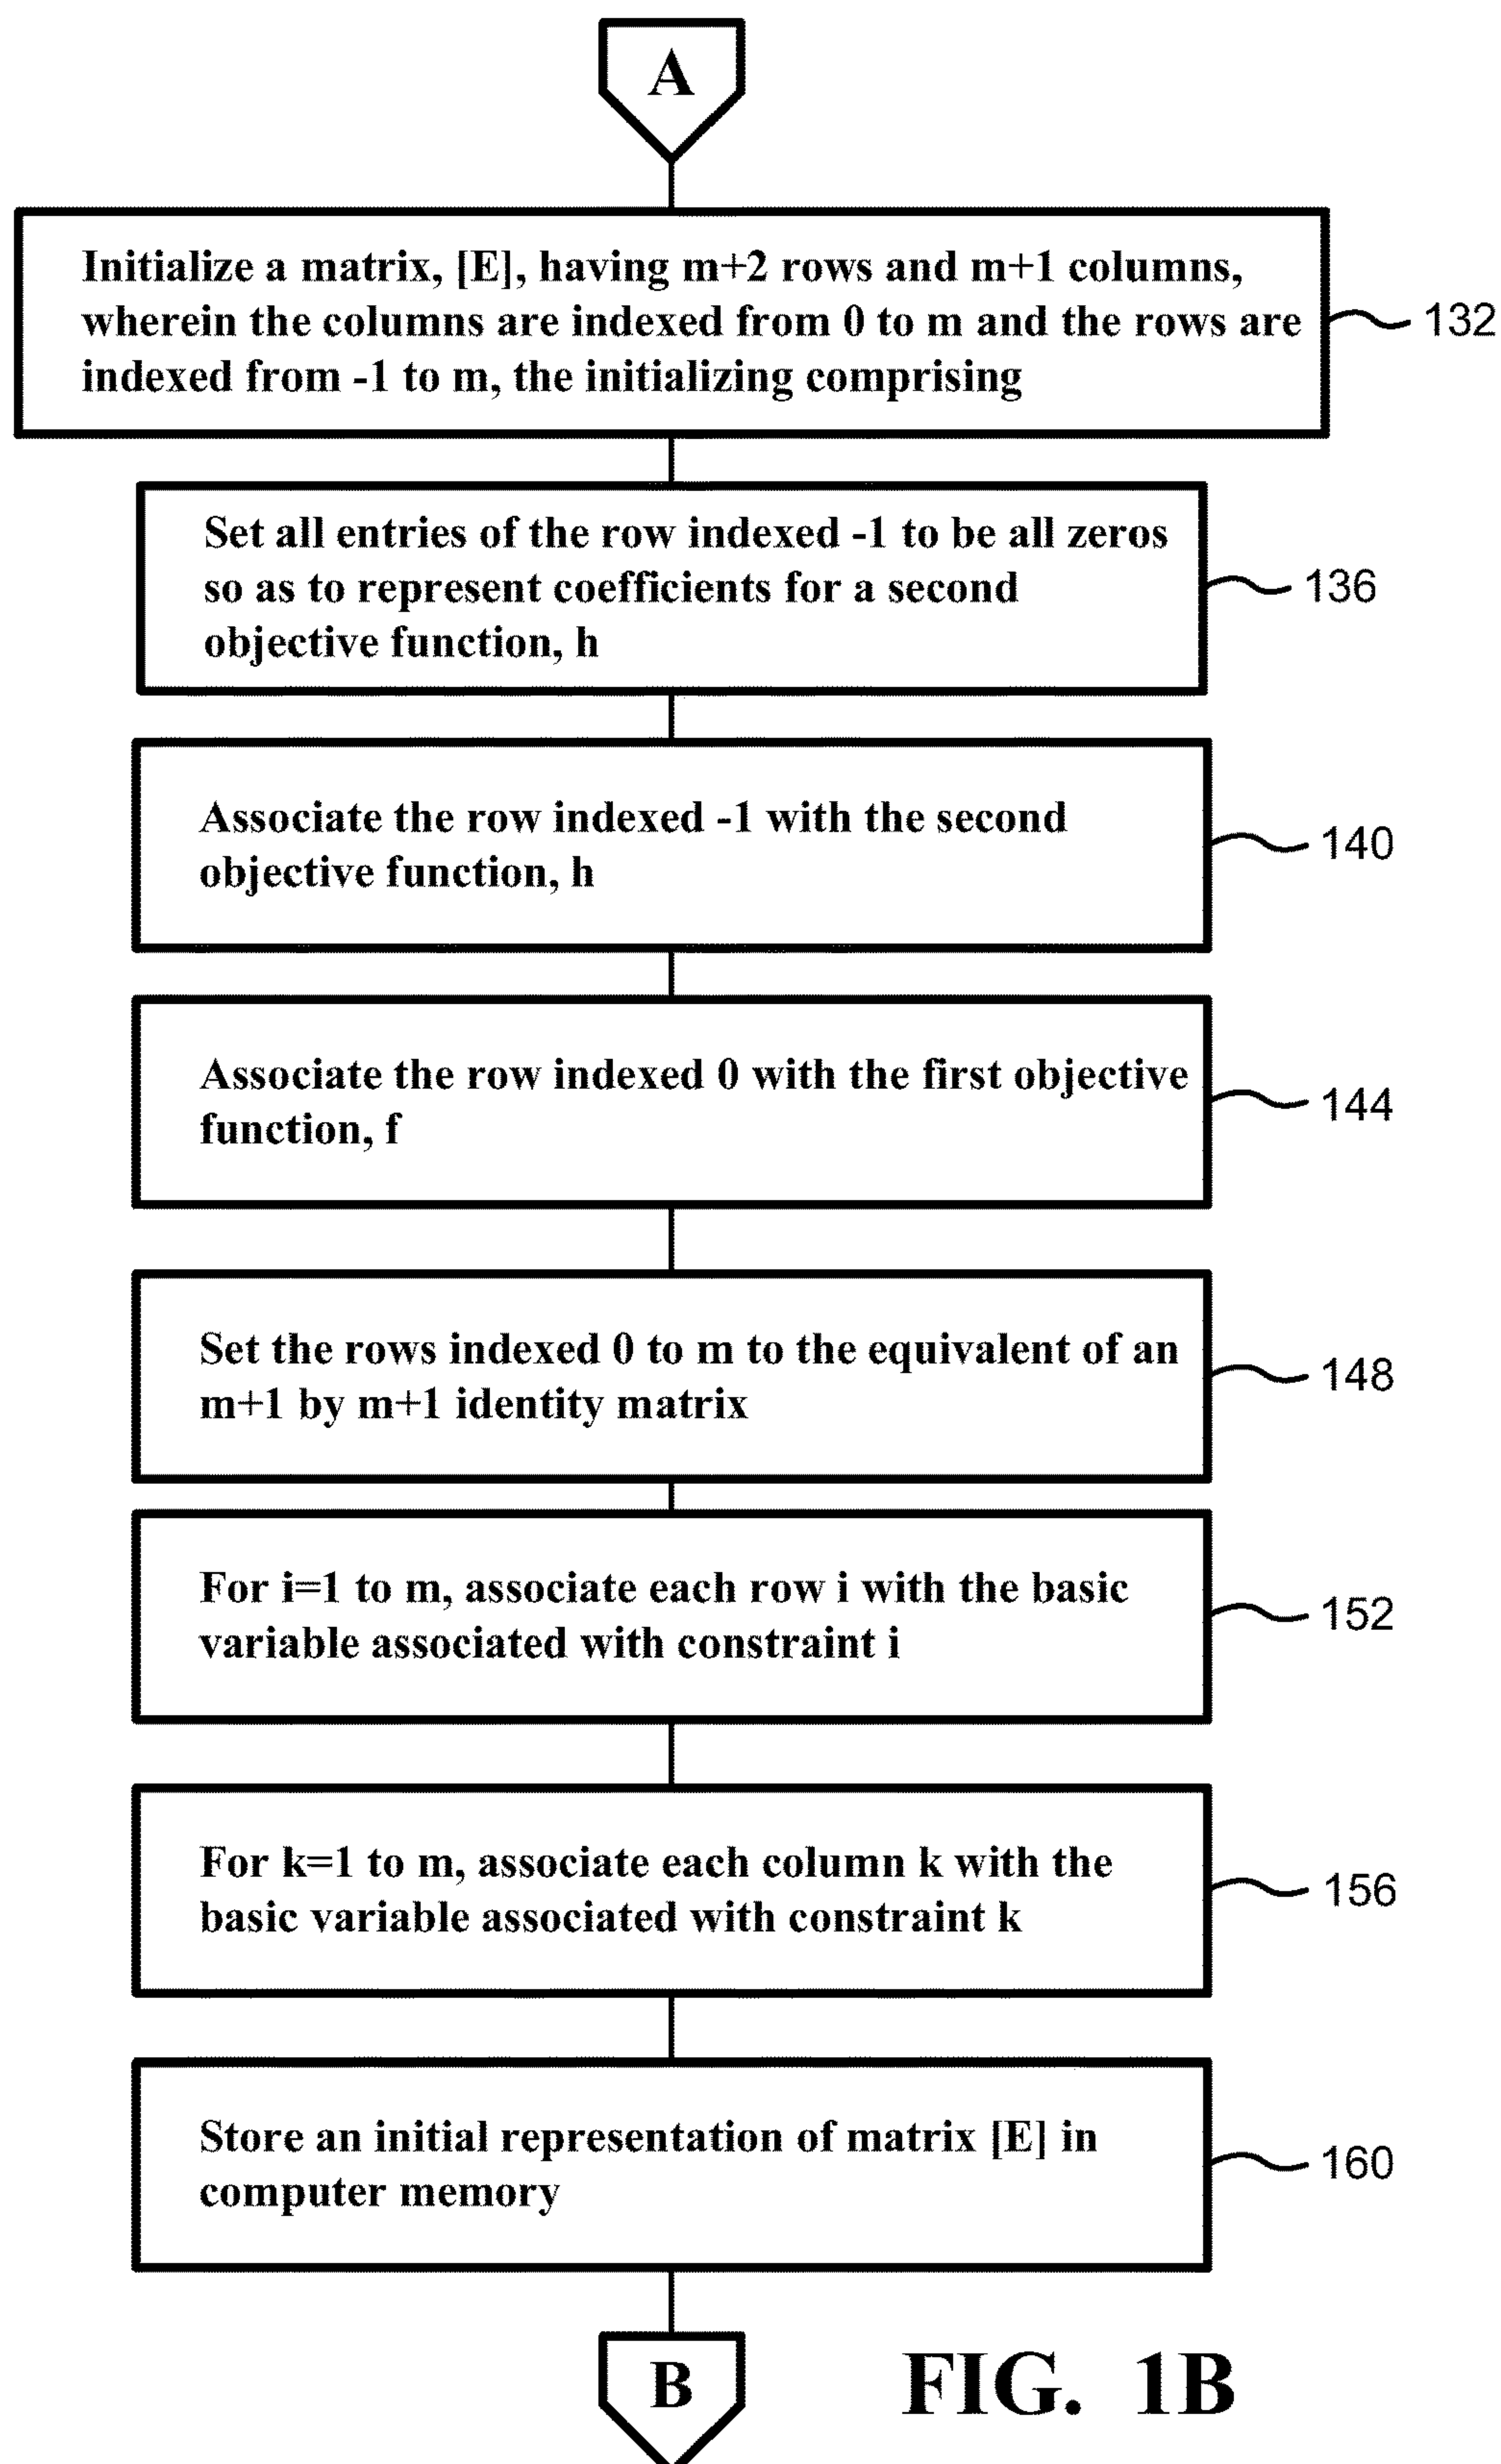 A
Initialize a matrix, [E], having m+2 rows and m+1 columns,
wherein the columns are indexed from 0 to m and the rows are
indexed from -1 to m, the initializing comprising
132
Set all entries of the row indexed -1 to be all zeros
so as to represent coefficients for a second
objective function, h
136
Associate the row indexed -1 with the second
objective function, h
140
Associate the row indexed 0 with the first objective
function, f
144
Set the rows indexed 0 to m to the equivalent of an
m+1 by m+1 identity matrix
148
For i=1 to m, associate each row i with the basic
variable associated with constraint i
152
For k=1 to m, associate each column k with the
basic variable associated with constraint k
156
Store an initial representation of matrix [E] in
computer memory
160
B
FIG. 1B